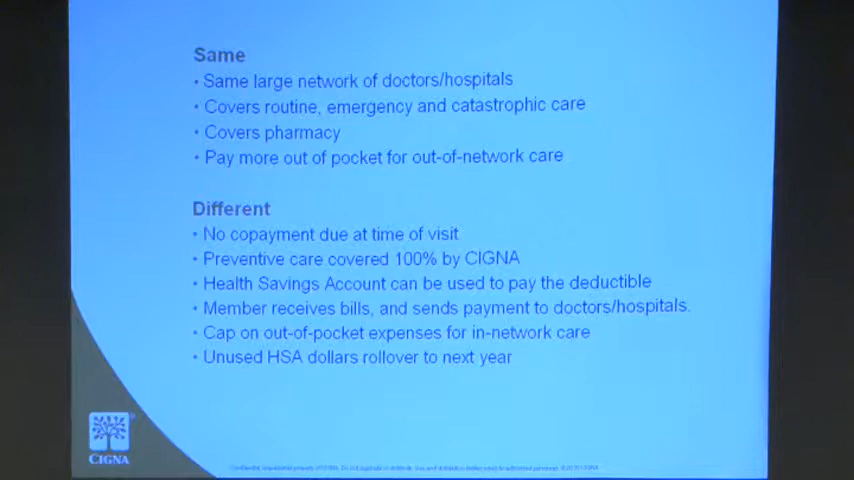 Same
• Same large network of doctors/hospitals
• Covers routine, emergency and catastrophic care
• Covers pharmacy
• Pay more out of pocket for out-of-network care
Different
• No copayment due at time of visit
• Preventive care covered 100% by CIGNA
• Health Savings Account can be used to pay the deductible
• Member receives bills, and sends payment to doctors/hospitals.
• Cap on out-of-pocket expenses for in-network care
• Unused HSA dollars rollover to next year
CIGNA